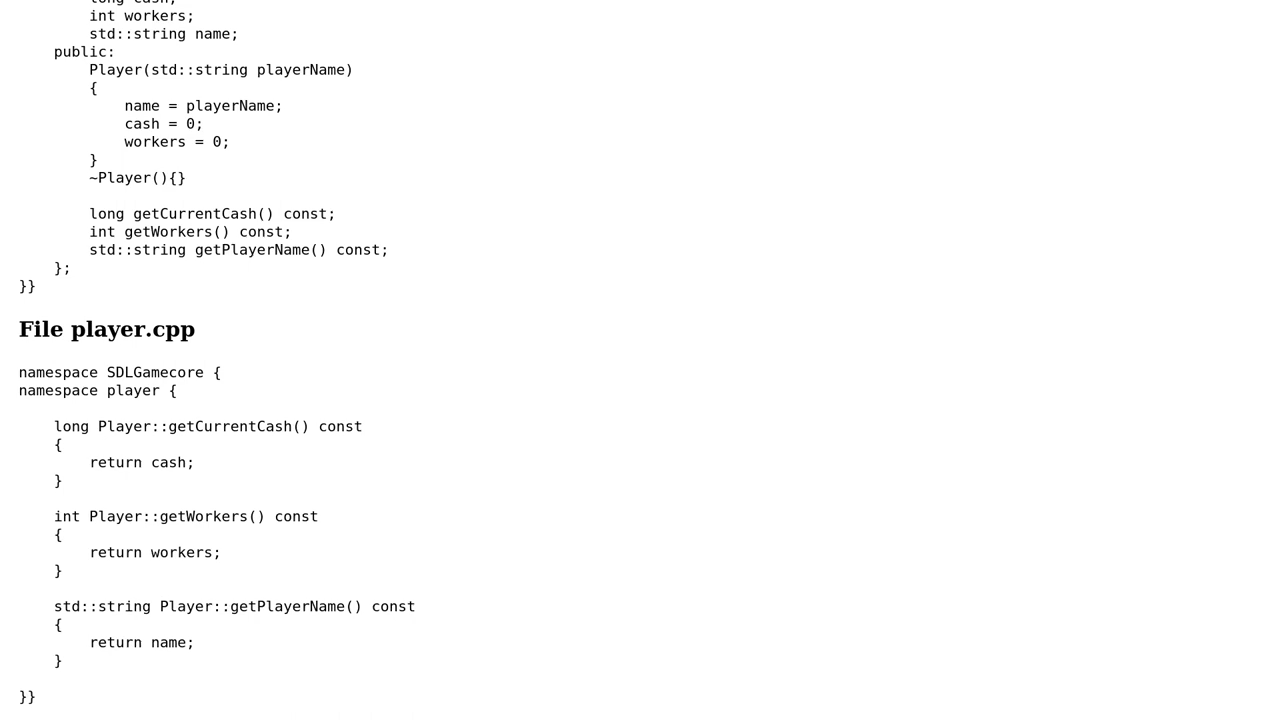 long cash;
int workers;
std::string name;
public:
Player(std::string playerName)
{
name = playerName;
cash = 0;
workers = 0;
}
~Player(){}
long getCurrentCash() const;
int getWorkers() const;
std::string getPlayerName() const;
};
}}
File player.cpp
namespace SDLGamecore {
namespace player {
long Player::getCurrentCash() const
{
return cash;
}
int Player::getWorkers() const
{
return workers;
}
std::string Player::getPlayerName() const
{
return name;
}
}}